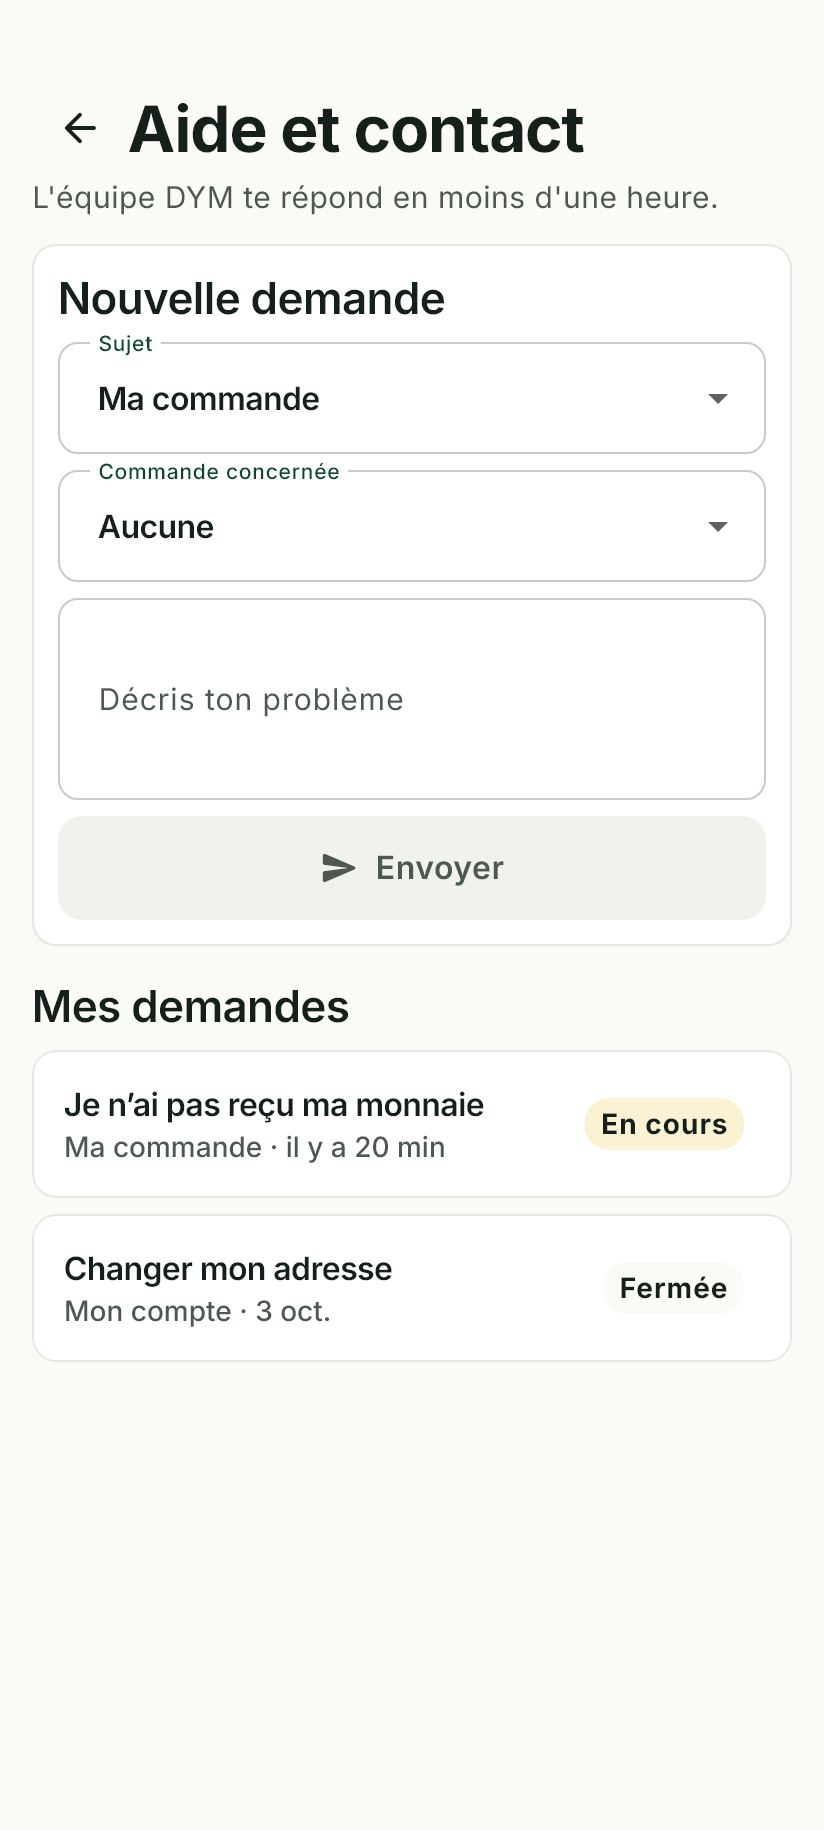 Aide et contact
L'équipe DYM te répond en moins d'une heure.
Nouvelle demande
Sujet
Ma commande
Commande concernée
Aucune
Décris ton problème
Envoyer
Mes demandes
Je n’ai pas reçu ma monnaie
Ma commande · il y a 20 min
En cours
Changer mon adresse
Mon compte · 3 oct.
Fermée